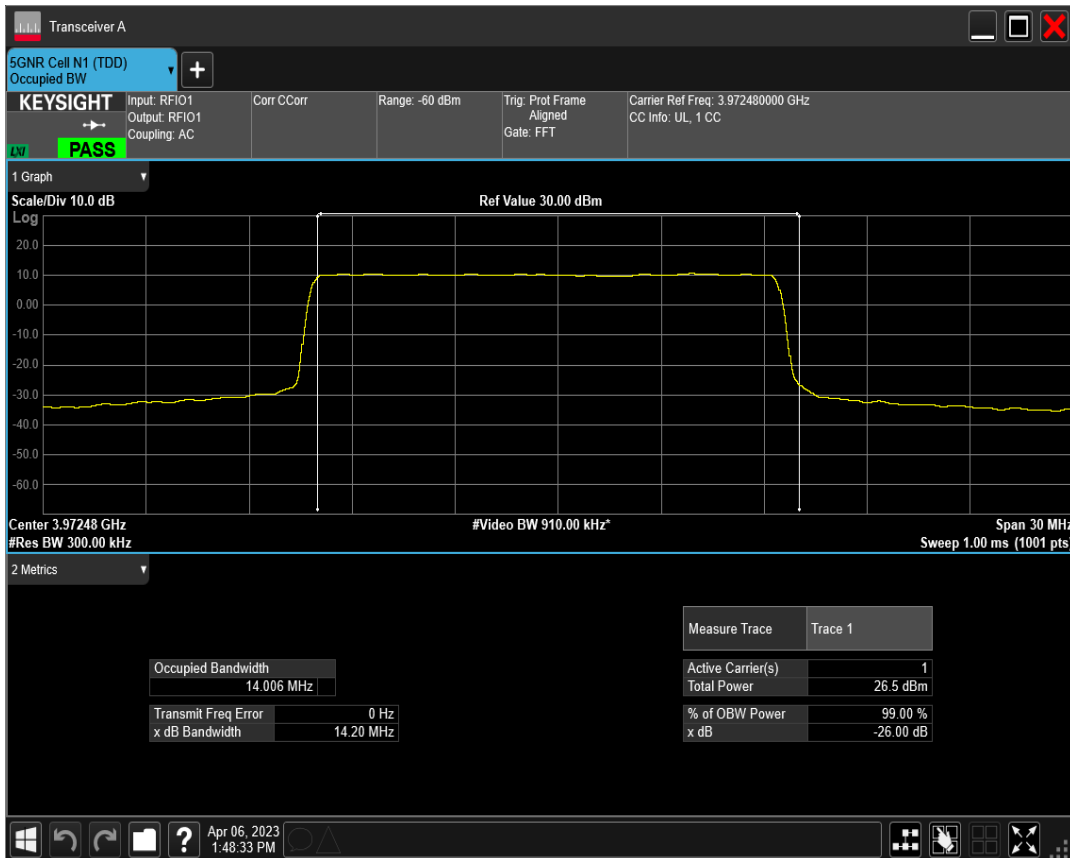 Transceiver A
5GNR Cell N1 (TDD)
Occupied BW
+
KEYSIGHT
LXI
PASS
Input: RFIO1
Output: RFIO1
Coupling: AC
Corr CCorr
Range: -60 dBm
Trig: Prot Frame
Aligned
Gate: FFT
Carrier Ref Freq: 3.972480000 GHz
CC Info: UL, 1 CC
1 Graph
Scale/Div 10.0 dB
Ref Value 30.00 dBm
Log
20.0
10.0
0.00
-10.0
-20.0
-30.0
-40.0
-50.0
-60.0
Center 3.97248 GHz
#Video BW 910.00 kHz*
Span 30 MHz
#Res BW 300.00 kHz
Sweep 1.00 ms (1001 pts)
2 Metrics
Measure Trace Trace 1
Occupied Bandwidth
14.006 MHz
Active Carrier(s) 1
Total Power 26.5 dBm
Transmit Freq Error 0 Hz
x dB Bandwidth 14.20 MHz
% of OBW Power 99.00 %
x dB -26.00 dB
?
Apr 06, 2023
1:48:33 PM